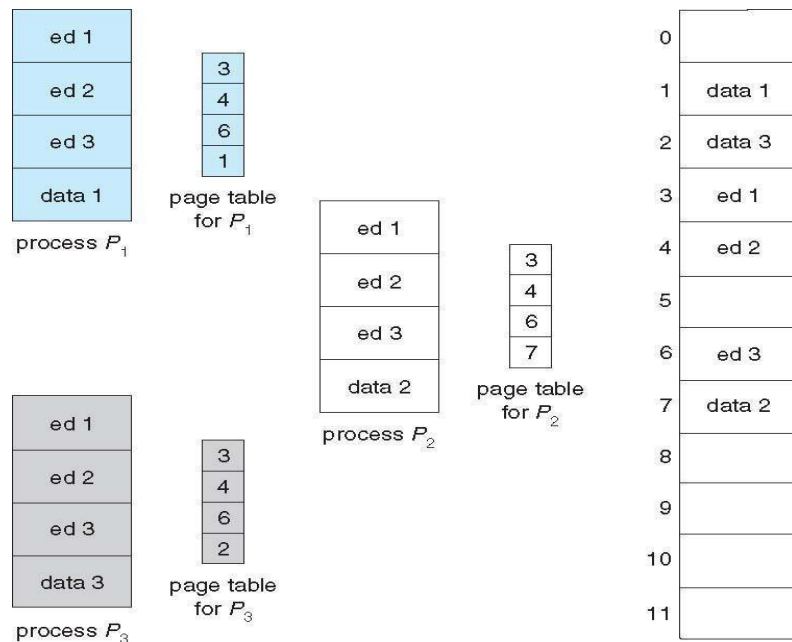 ed 1
ed 2
ed 3
data 1
process P1
3
4
6
1
page table
for P1
ed 1
ed 2
ed 3
data 2
process P2
3
4
6
7
page table
for P2
ed 1
ed 2
ed 3
data 3
process P3
3
4
6
2
page table
for P3
0
1 data 1
2 data 3
3 ed 1
4 ed 2
5
6 ed 3
7 data 2
8
9
10
11